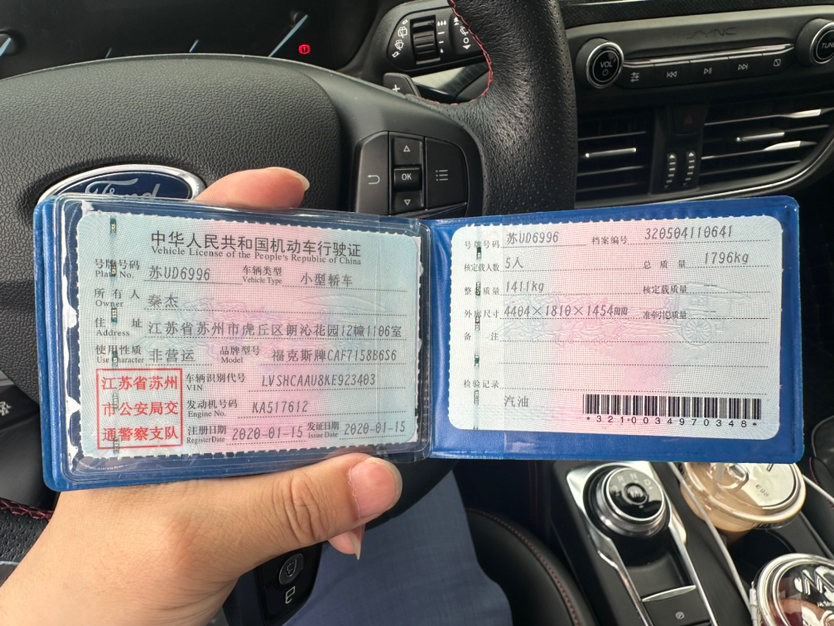 VOL
TUNE
SYNC
OK
Ford
中华人民共和国机动车行驶证
Vehicle License of the People's Republic of China
号牌号码 苏UD6996 车辆类型 小型轿车
Plate No. Vehicle Type
所有人 秦杰
Owner
住址 江苏省苏州市虎丘区朗沁花园12幢1106室
Address
使用性质 非营运 品牌型号 福克斯牌CAF7158B6S6
Use Character Model
江苏省苏州
市公安局交
通警察支队
车辆识别代号 LVSHCAAU8KE923403
VIN
发动机号码 KA517612
Engine No.
注册日期 2020-01-15 发证日期 2020-01-15
Register Date Issue Date
号牌号码 苏UD6996 档案编号 320504110641
核定载人数 5人 总质量 1796kg
整备质量 1411kg 核定载质量 --
外廓尺寸 4404×1810×1454mm 准牵引总质量 --
备注
检验记录
汽油
*3210034970348*